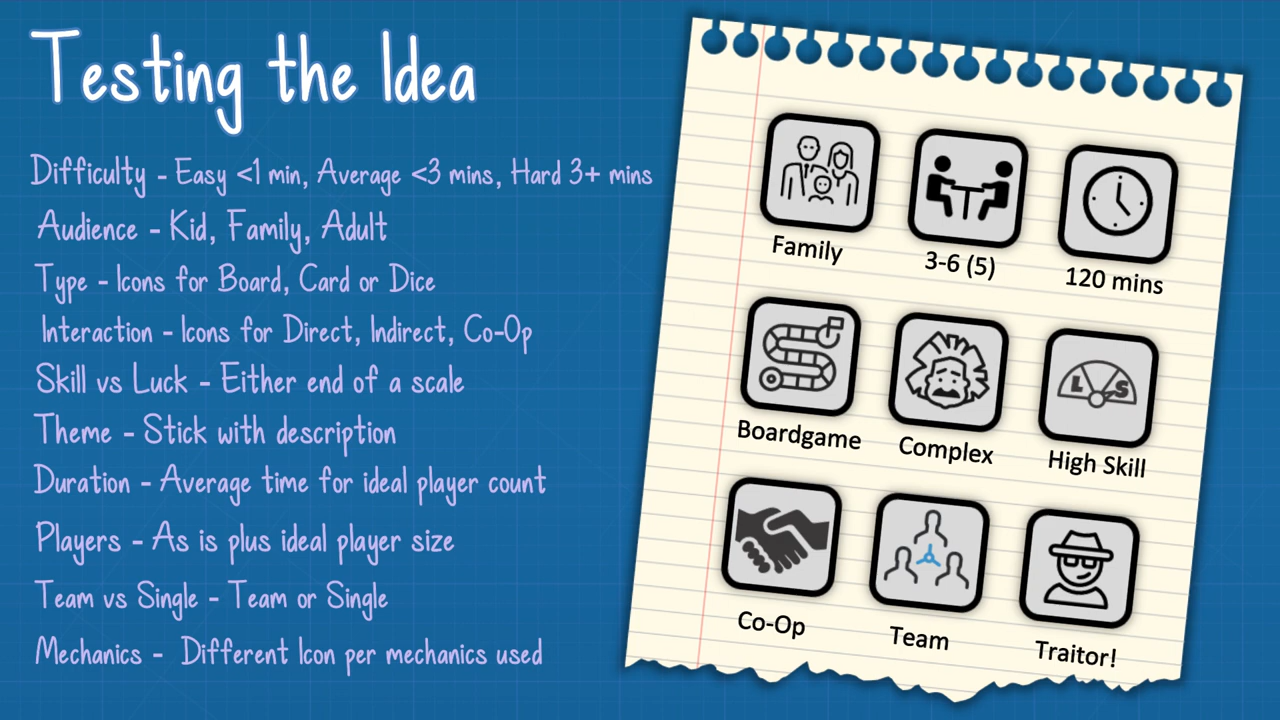 Testing the Idea
Difficulty - Easy <1 min, Average <3 mins, Hard 3+ mins
Audience - Kid, Family, Adult
Type - Icons for Board, Card or Dice
Interaction - Icons for Direct, Indirect, Co-Op
Skill vs Luck - Either end of a scale
Theme - Stick with description
Duration - Average time for ideal player count
Players - As is plus ideal player size
Team vs Single - Team or Single
Mechanics - Different Icon per mechanics used
Family
3-6 (5)
120 mins
L S
Boardgame
Complex
High Skill
Co-Op
Team
Traitor!